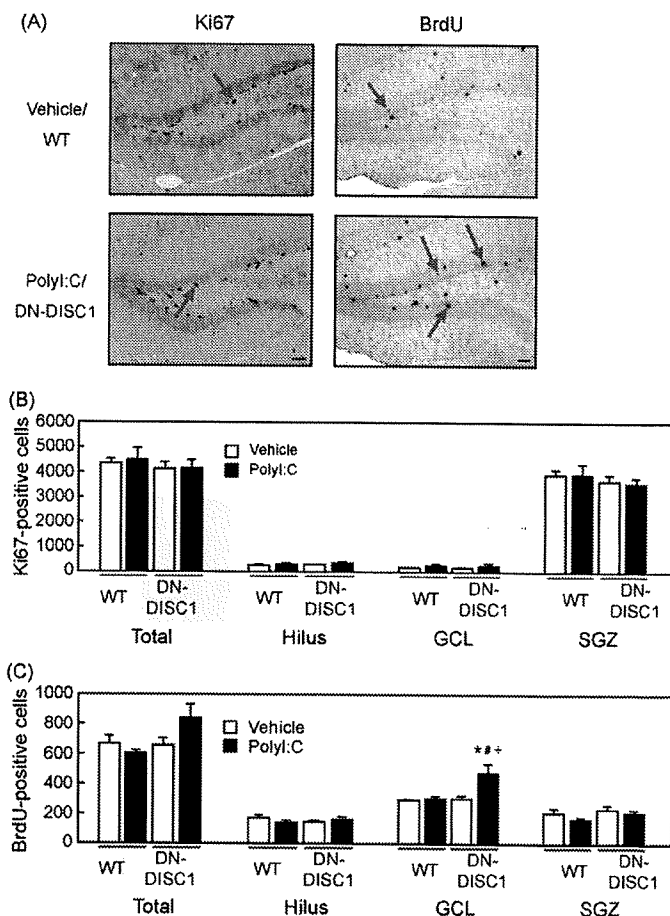 (A)
Ki67
BrdU
Vehicle/
WT
PolyI:C/
DN-DISC1
(B)
Ki67-positive cells
6000
5000
4000
3000
2000
1000
0
Vehicle
PolyI:C
WT
DN-
DISC1
WT
DN-
DISC1
WT
DN-
DISC1
WT
DN-
DISC1
Total
Hilus
GCL
SGZ
(C)
BrdU-positive cells
1000
800
600
400
200
0
Vehicle
PolyI:C
*#+
WT
DN-
DISC1
WT
DN-
DISC1
WT
DN-
DISC1
WT
DN-
DISC1
Total
Hilus
GCL
SGZ